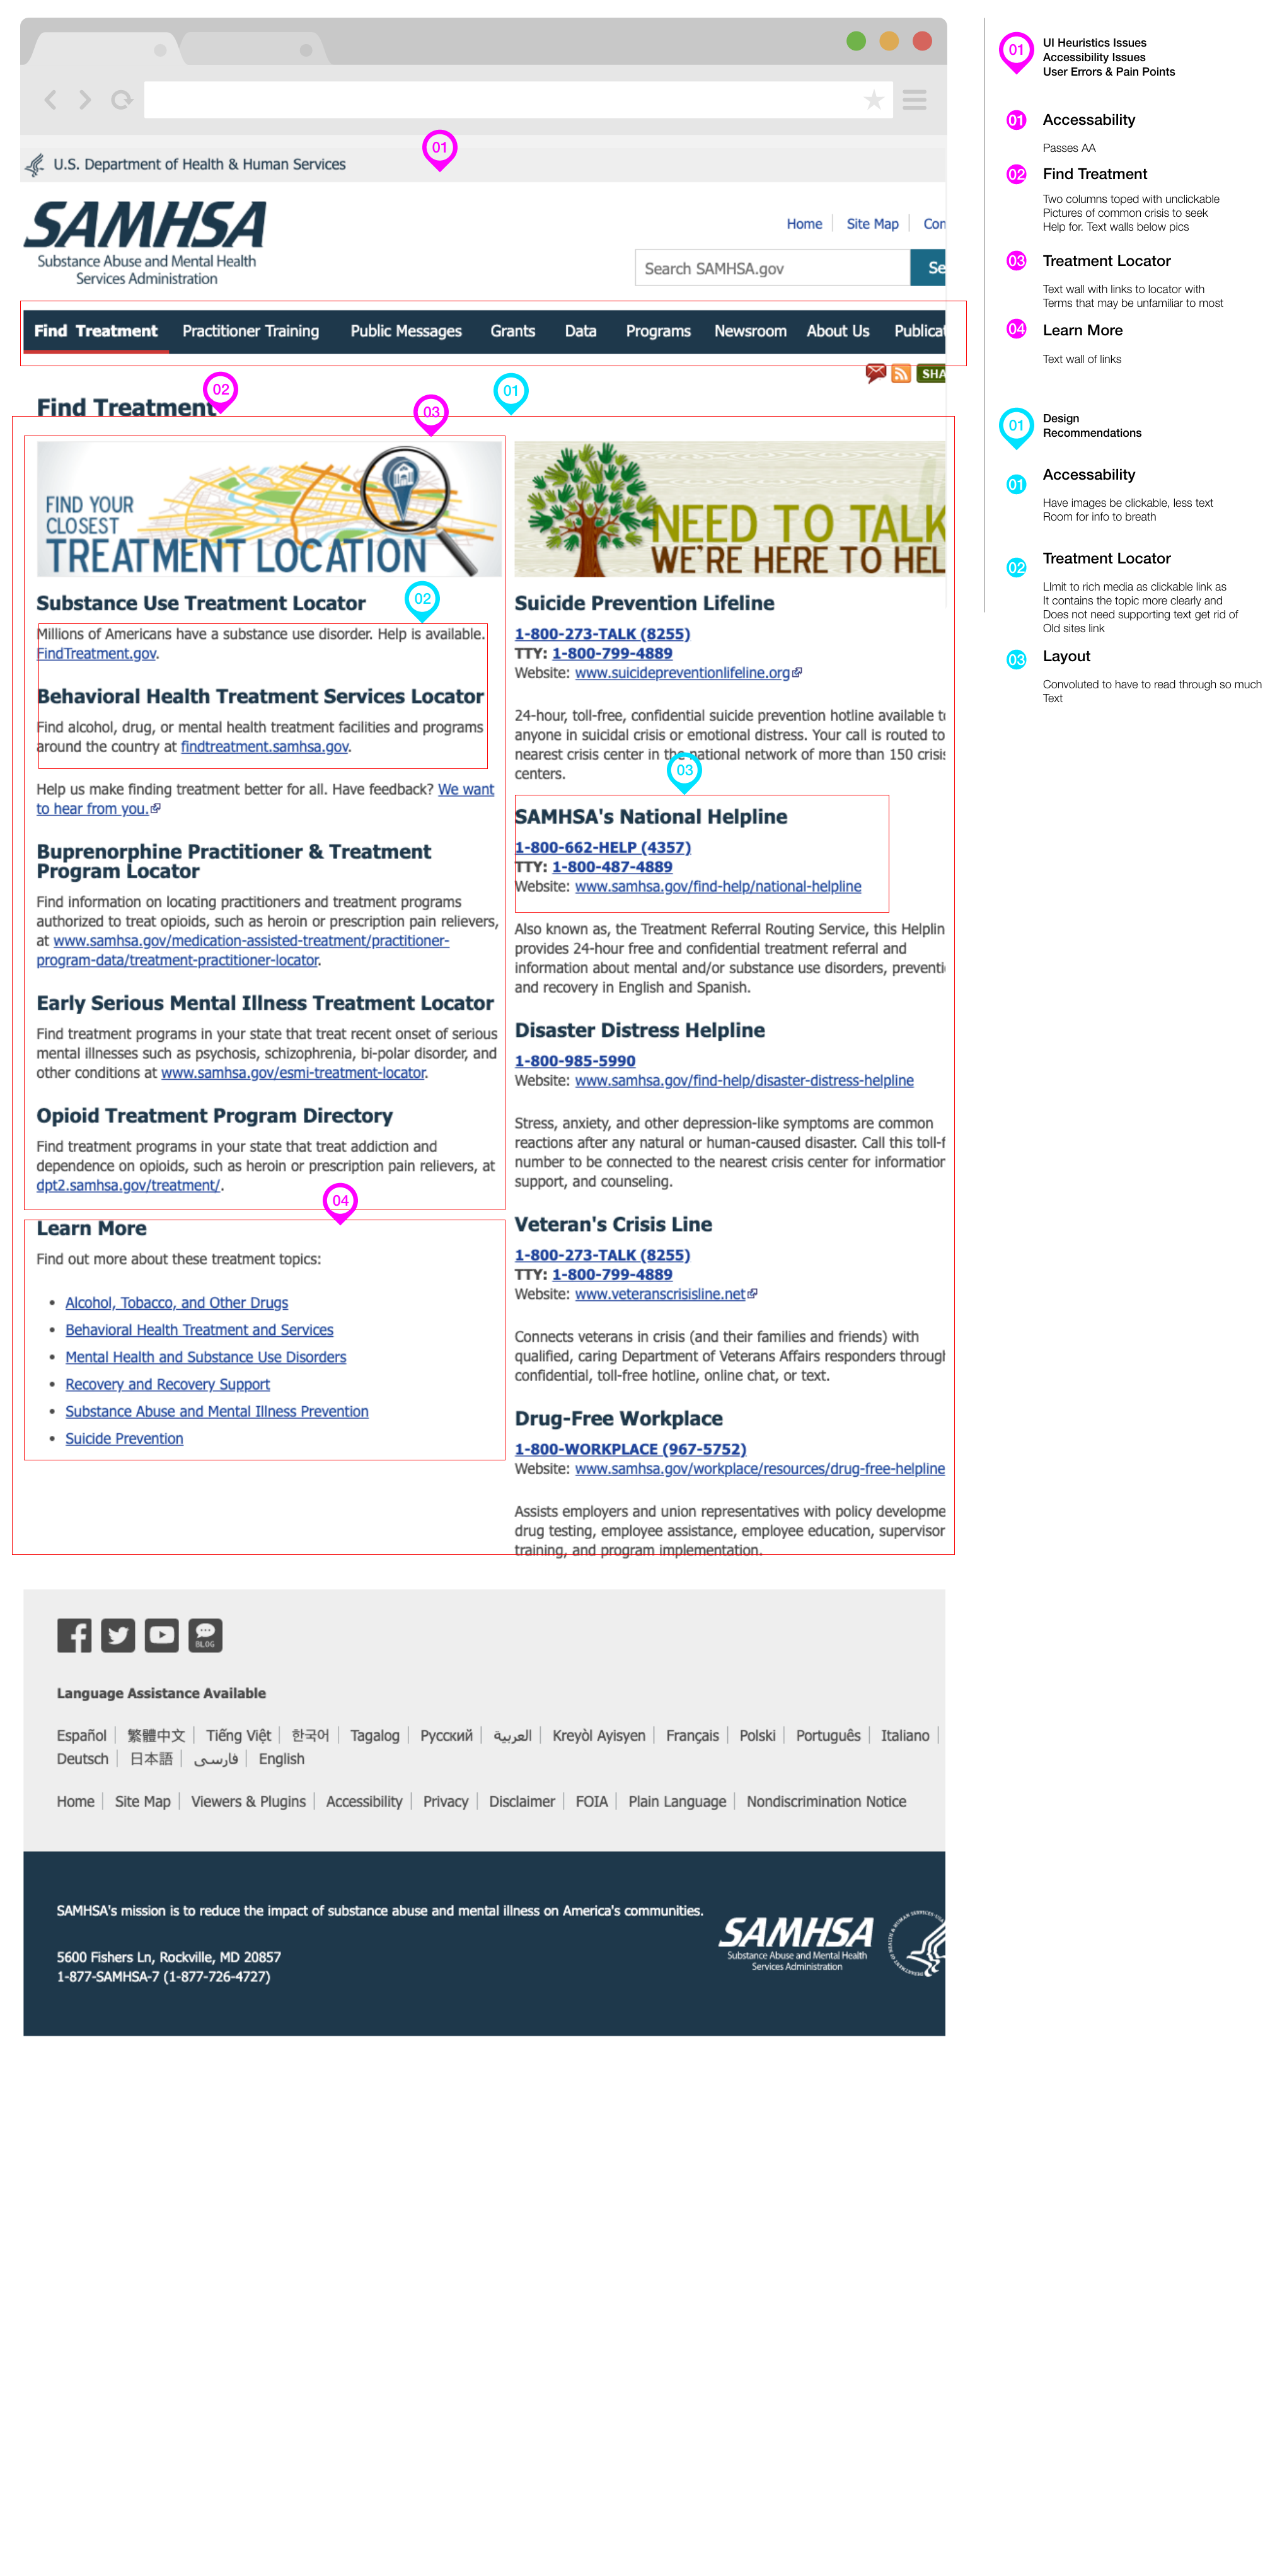 U.S. Department of Health & Human Services
SAMHSA
Substance Abuse and Mental Health
Services Administration
Home
Site Map
Con
Search SAMHSA.gov
Se
Find Treatment
Practitioner Training
Public Messages
Grants
Data
Programs
Newsroom
About Us
Publicat
SHA
Find Treatment
FIND YOUR
CLOSEST
TREATMENT LOCATION
Substance Use Treatment Locator
Millions of Americans have a substance use disorder. Help is available.
FindTreatment.gov.
Behavioral Health Treatment Services Locator
Find alcohol, drug, or mental health treatment facilities and programs
around the country at findtreatment.samhsa.gov.
Help us make finding treatment better for all. Have feedback? We want
to hear from you.
Buprenorphine Practitioner & Treatment
Program Locator
Find information on locating practitioners and treatment programs
authorized to treat opioids, such as heroin or prescription pain relievers,
at www.samhsa.gov/medication-assisted-treatment/practitioner-
program-data/treatment-practitioner-locator.
Early Serious Mental Illness Treatment Locator
Find treatment programs in your state that treat recent onset of serious
mental illnesses such as psychosis, schizophrenia, bi-polar disorder, and
other conditions at www.samhsa.gov/esmi-treatment-locator.
Opioid Treatment Program Directory
Find treatment programs in your state that treat addiction and
dependence on opioids, such as heroin or prescription pain relievers, at
dpt2.samhsa.gov/treatment/.
Learn More
Find out more about these treatment topics:
• Alcohol, Tobacco, and Other Drugs
• Behavioral Health Treatment and Services
• Mental Health and Substance Use Disorders
• Recovery and Recovery Support
• Substance Abuse and Mental Illness Prevention
• Suicide Prevention
NEED TO TALK
WE'RE HERE TO HEL
Suicide Prevention Lifeline
1-800-273-TALK (8255)
TTY: 1-800-799-4889
Website: www.suicidepreventionlifeline.org
24-hour, toll-free, confidential suicide prevention hotline available to
anyone in suicidal crisis or emotional distress. Your call is routed to
nearest crisis center in the national network of more than 150 crisis
centers.
SAMHSA's National Helpline
1-800-662-HELP (4357)
TTY: 1-800-487-4889
Website: www.samhsa.gov/find-help/national-helpline
Also known as, the Treatment Referral Routing Service, this Helplin
provides 24-hour free and confidential treatment referral and
information about mental and/or substance use disorders, preventi
and recovery in English and Spanish.
Disaster Distress Helpline
1-800-985-5990
Website: www.samhsa.gov/find-help/disaster-distress-helpline
Stress, anxiety, and other depression-like symptoms are common
reactions after any natural or human-caused disaster. Call this toll-f
number to be connected to the nearest crisis center for information
support, and counseling.
Veteran's Crisis Line
1-800-273-TALK (8255)
TTY: 1-800-799-4889
Website: www.veteranscrisisline.net
Connects veterans in crisis (and their families and friends) with
qualified, caring Department of Veterans Affairs responders through
confidential, toll-free hotline, online chat, or text.
Drug-Free Workplace
1-800-WORKPLACE (967-5752)
Website: www.samhsa.gov/workplace/resources/drug-free-helpline
Assists employers and union representatives with policy developme
drug testing, employee assistance, employee education, supervisor
training, and program implementation.
01
02
03
01
02
03
04
BLOG
Language Assistance Available
Español | 繁體中文 | Tiếng Việt | 한국어 | Tagalog | Русский | العربية | Kreyòl Ayisyen | Français | Polski | Português | Italiano |
Deutsch | 日本語 | فارسی | English
Home | Site Map | Viewers & Plugins | Accessibility | Privacy | Disclaimer | FOIA | Plain Language | Nondiscrimination Notice
SAMHSA's mission is to reduce the impact of substance abuse and mental illness on America's communities.
5600 Fishers Ln, Rockville, MD 20857
1-877-SAMHSA-7 (1-877-726-4727)
SAMHSA
Substance Abuse and Mental Health
Services Administration
01
UI Heuristics Issues
Accessibility Issues
User Errors & Pain Points
01 Accessability
Passes AA
02 Find Treatment
Two columns toped with unclickable
Pictures of common crisis to seek
Help for. Text walls below pics
03 Treatment Locator
Text wall with links to locator with
Terms that may be unfamiliar to most
04 Learn More
Text wall of links
01
Design
Recommendations
01 Accessability
Have images be clickable, less text
Room for info to breath
02 Treatment Locator
LImit to rich media as clickable link as
It contains the topic more clearly and
Does not need supporting text get rid of
Old sites link
03 Layout
Convoluted to have to read through so much
Text